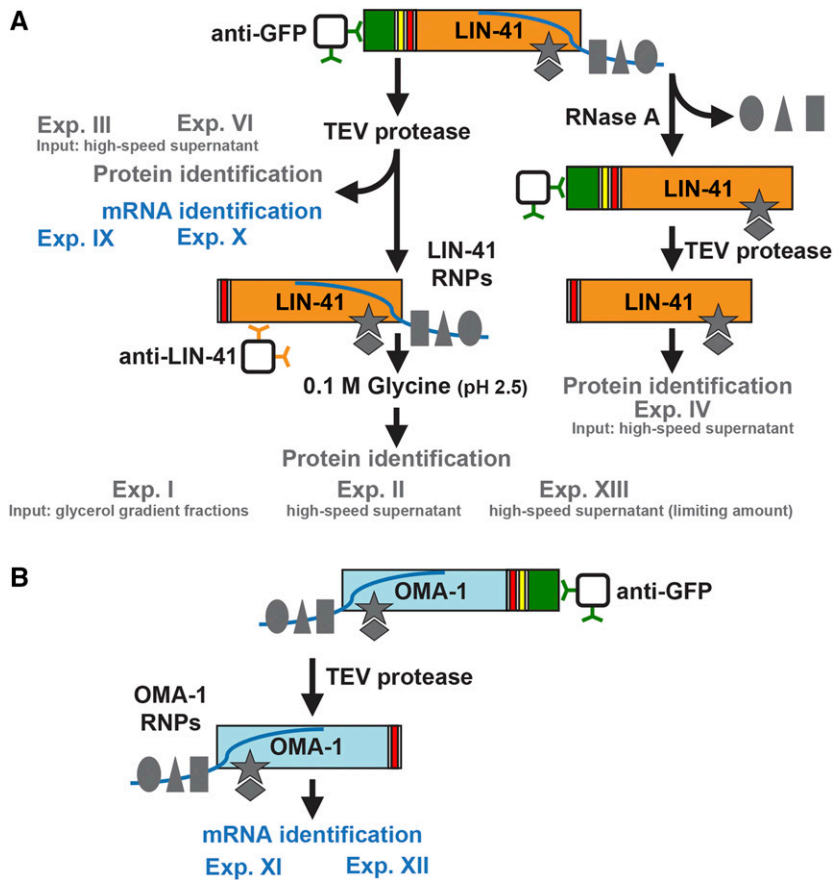 A
anti-GFP
LIN-41
RNase A
Exp. III Exp. VI
Input: high-speed supernatant
TEV protease
Protein identification
mRNA identification
Exp. IX Exp. X
LIN-41
TEV protease
LIN-41
RNPs
LIN-41
LIN-41
anti-LIN-41
0.1 M Glycine (pH 2.5)
Protein identification
Exp. IV
Input: high-speed supernatant
Protein identification
Exp. I Exp. II Exp. XIII
Input: glycerol gradient fractions high-speed supernatant high-speed supernatant (limiting amount)
B
OMA-1
anti-GFP
TEV protease
OMA-1
RNPs
OMA-1
mRNA identification
Exp. XI Exp. XII